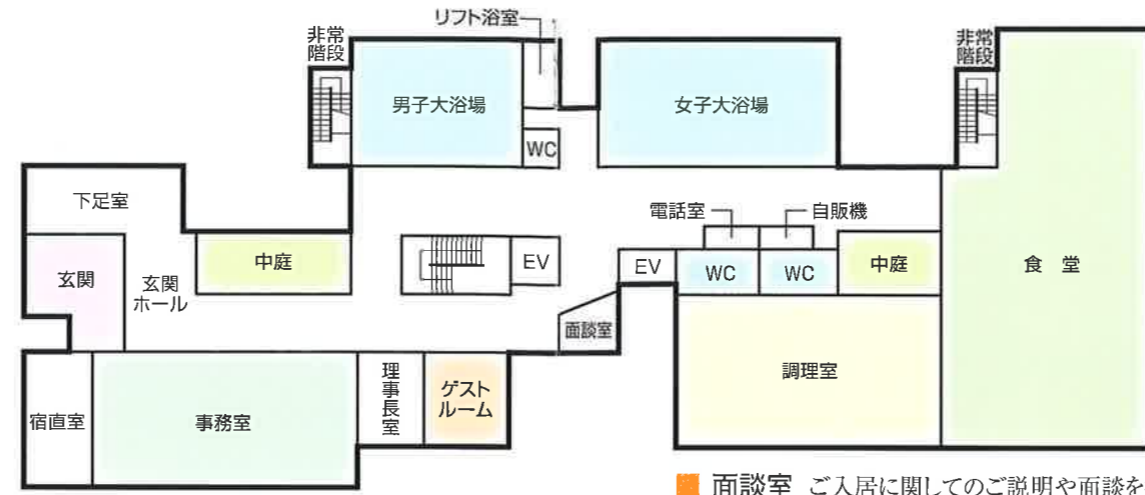 リフト浴室
非常
階段
非常
階段
男子大浴場
女子大浴場
WC
下足室
電話室
自販機
玄関
玄関
ホール
中庭
EV
EV
WC
WC
中庭
食 堂
面談室
調理室
宿直室
事務室
理事長室
ゲスト
ルーム
■ 面談室 ご入居に関してのご説明や面談を